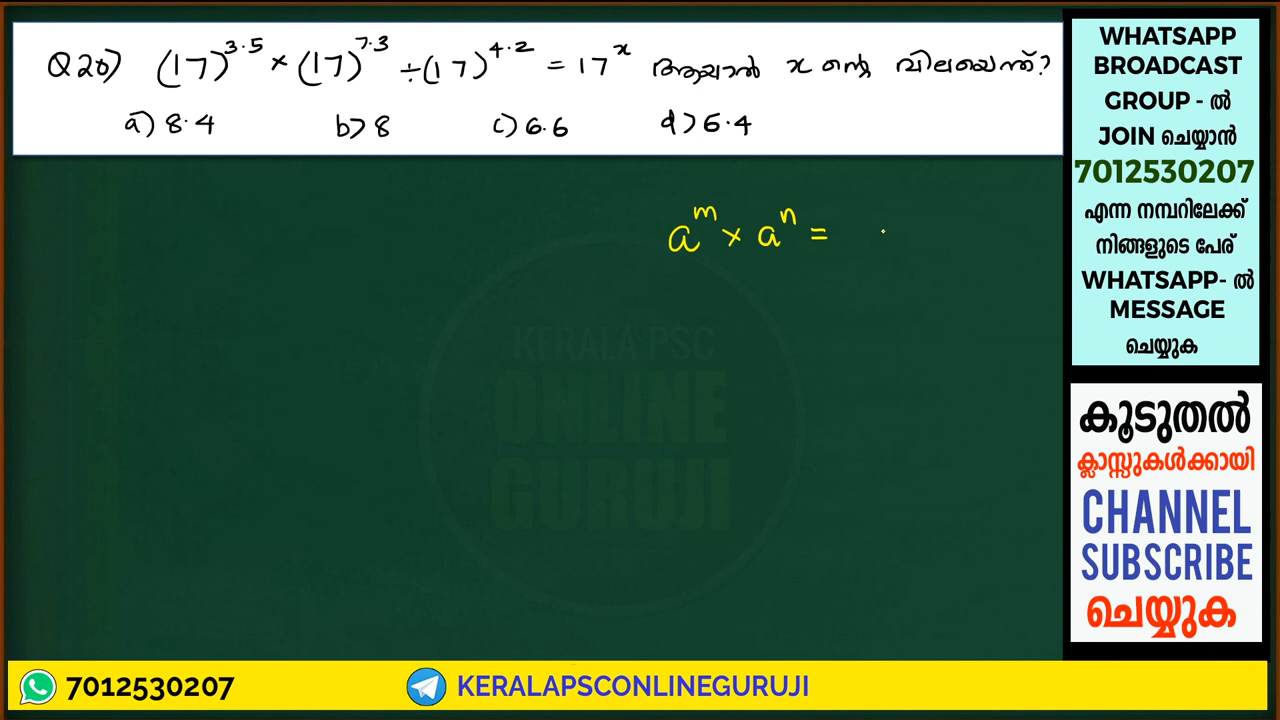 Q20) (17)^3.5 × (17)^7.3 ÷ (17)^4.2 = 17^x ആയാൽ x ന്റെ വിലയെന്ത്?
a) 8.4 b) 8 c) 6.6 d) 6.4
a^m × a^n =
KERALA PSC
ONLINE
GURUJI
WHATSAPP
BROADCAST
GROUP - ൽ
JOIN ചെയ്യാൻ
7012530207
എന്ന നമ്പറിലേക്ക്
നിങ്ങളുടെ പേര്
WHATSAPP- ൽ
MESSAGE
ചെയ്യുക
കൂടുതൽ
ക്ലാസ്സുകൾക്കായി
CHANNEL
SUBSCRIBE
ചെയ്യുക
7012530207 KERALAPSCONLINEGURUJI